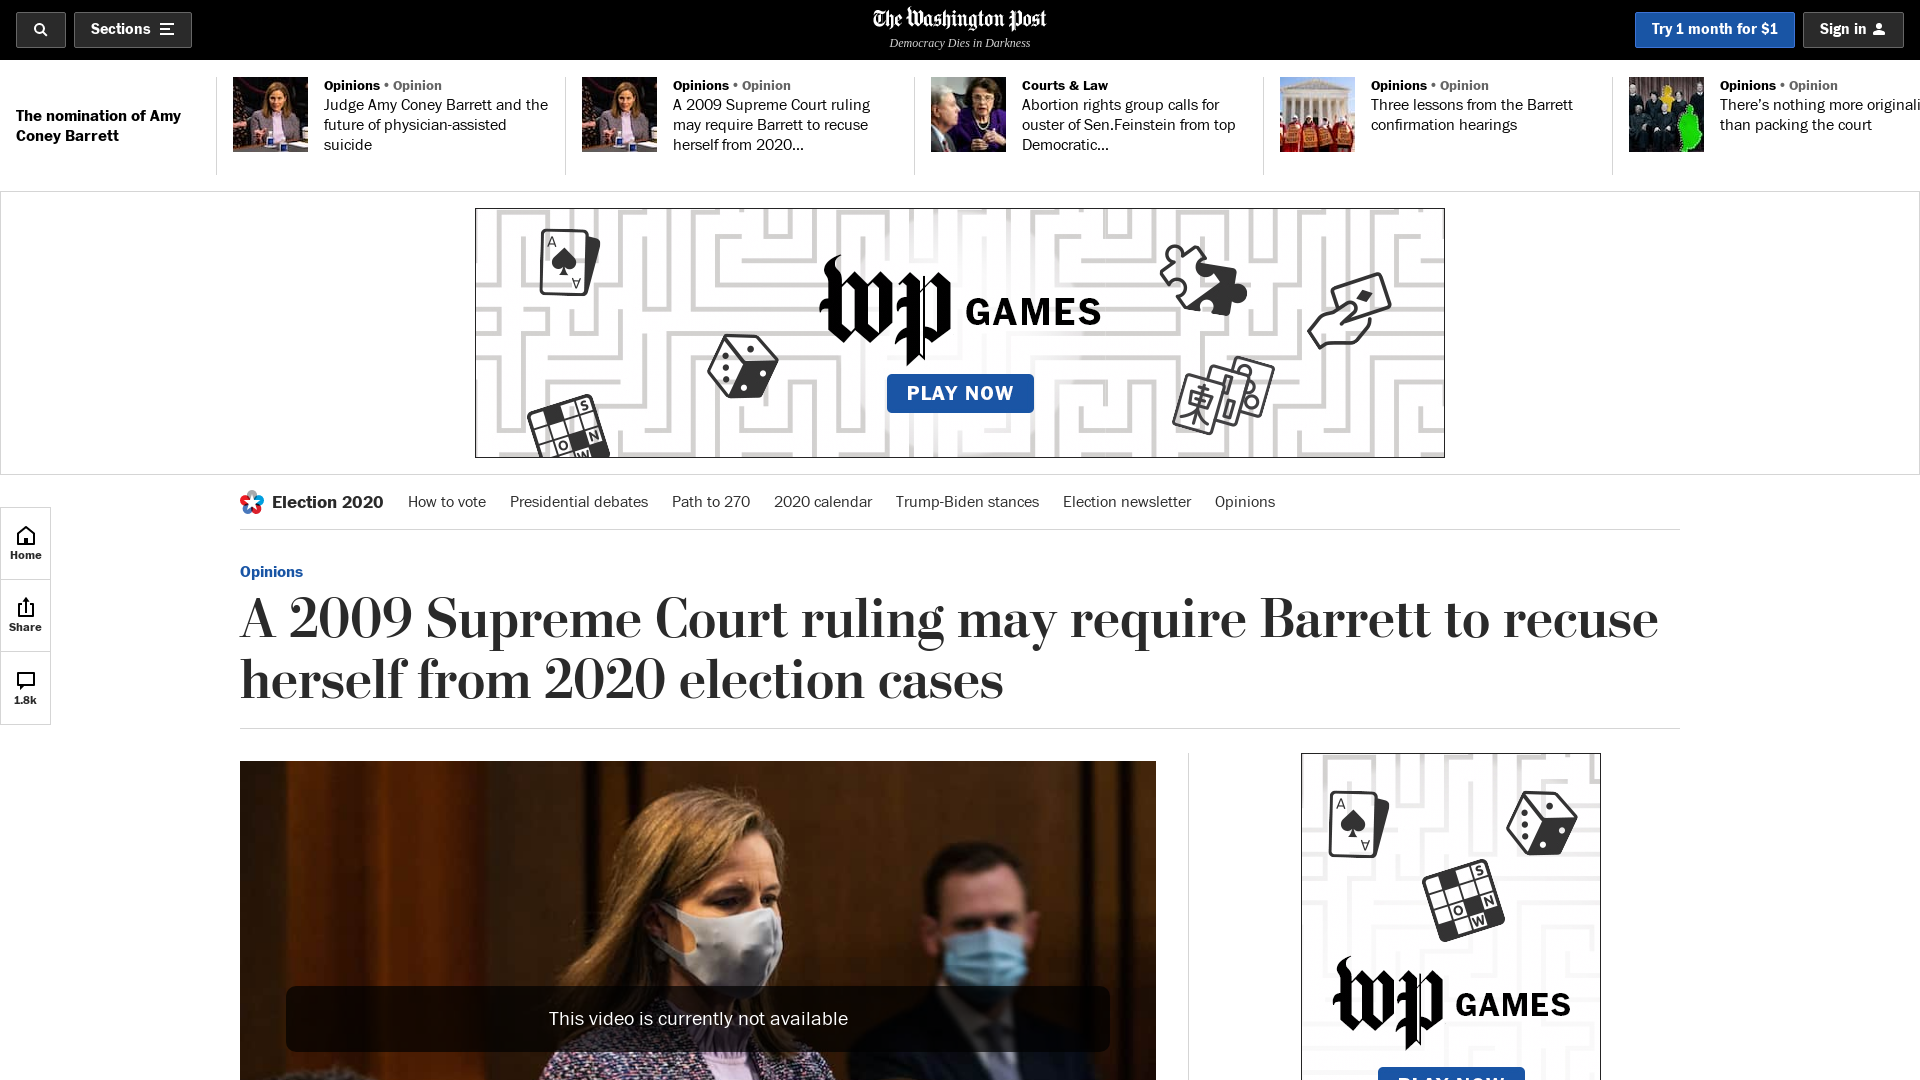 Sections
The Washington Post
Democracy Dies in Darkness
Try 1 month for $1
Sign in
The nomination of Amy
Coney Barrett
Opinions • Opinion
Judge Amy Coney Barrett and the
future of physician-assisted
suicide
Opinions • Opinion
A 2009 Supreme Court ruling
may require Barrett to recuse
herself from 2020...
Courts & Law
Abortion rights group calls for
ouster of Sen.Feinstein from top
Democratic...
Opinions • Opinion
Three lessons from the Barrett
confirmation hearings
Opinions • Opinion
There’s nothing more originali
than packing the court
A
A
S
O
N
W
東
wp GAMES
PLAY NOW
Election 2020
How to vote
Presidential debates
Path to 270
2020 calendar
Trump-Biden stances
Election newsletter
Opinions
Home
Share
1.8k
Opinions
A 2009 Supreme Court ruling may require Barrett to recuse
herself from 2020 election cases
This video is currently not available
A
A
S
O
N
W
wp GAMES
PLAY NOW